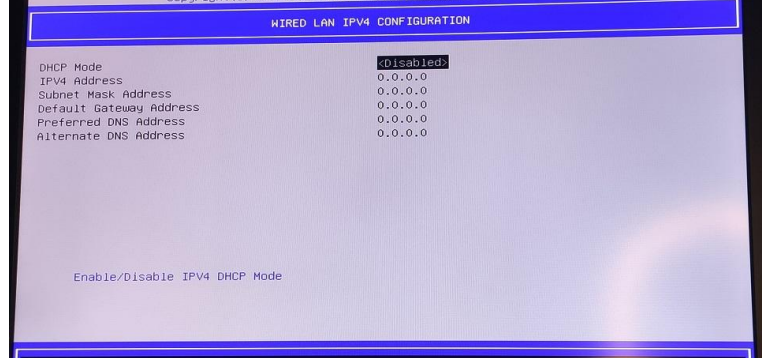 WIRED LAN IPV4 CONFIGURATION
DHCP Mode <Disabled>
IPV4 Address 0.0.0.0
Subnet Mask Address 0.0.0.0
Default Gateway Address 0.0.0.0
Preferred DNS Address 0.0.0.0
Alternate DNS Address 0.0.0.0
Enable/Disable IPV4 DHCP Mode